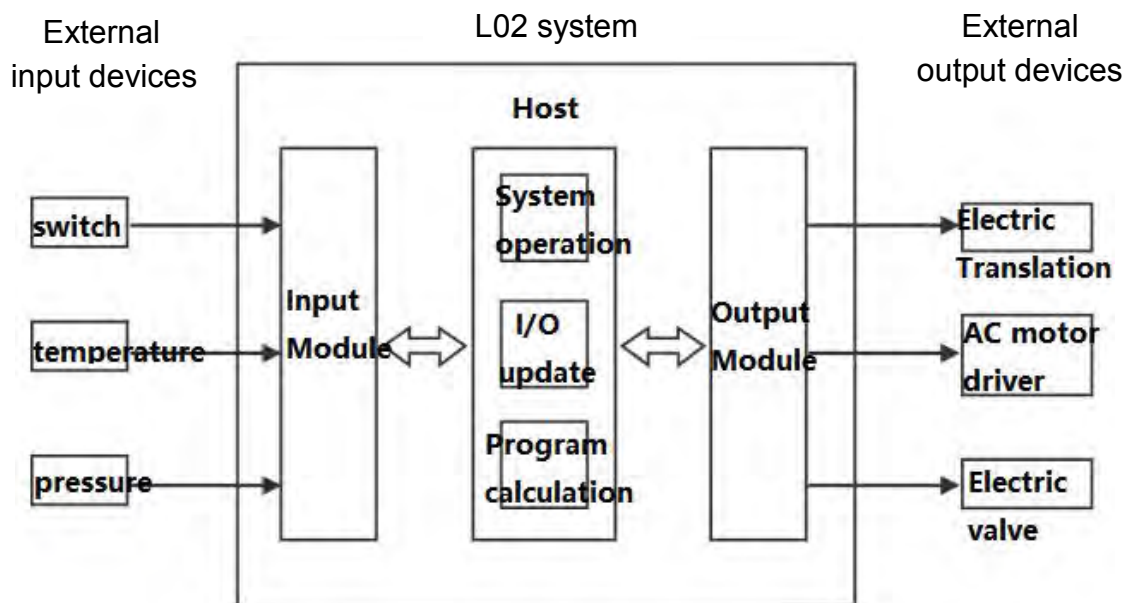 External
input devices
L02 system
External
output devices
Host
switch
temperature
pressure
Input
Module
System
operation
I/O
update
Program
calculation
Output
Module
Electric
Translation
AC motor
driver
Electric
valve